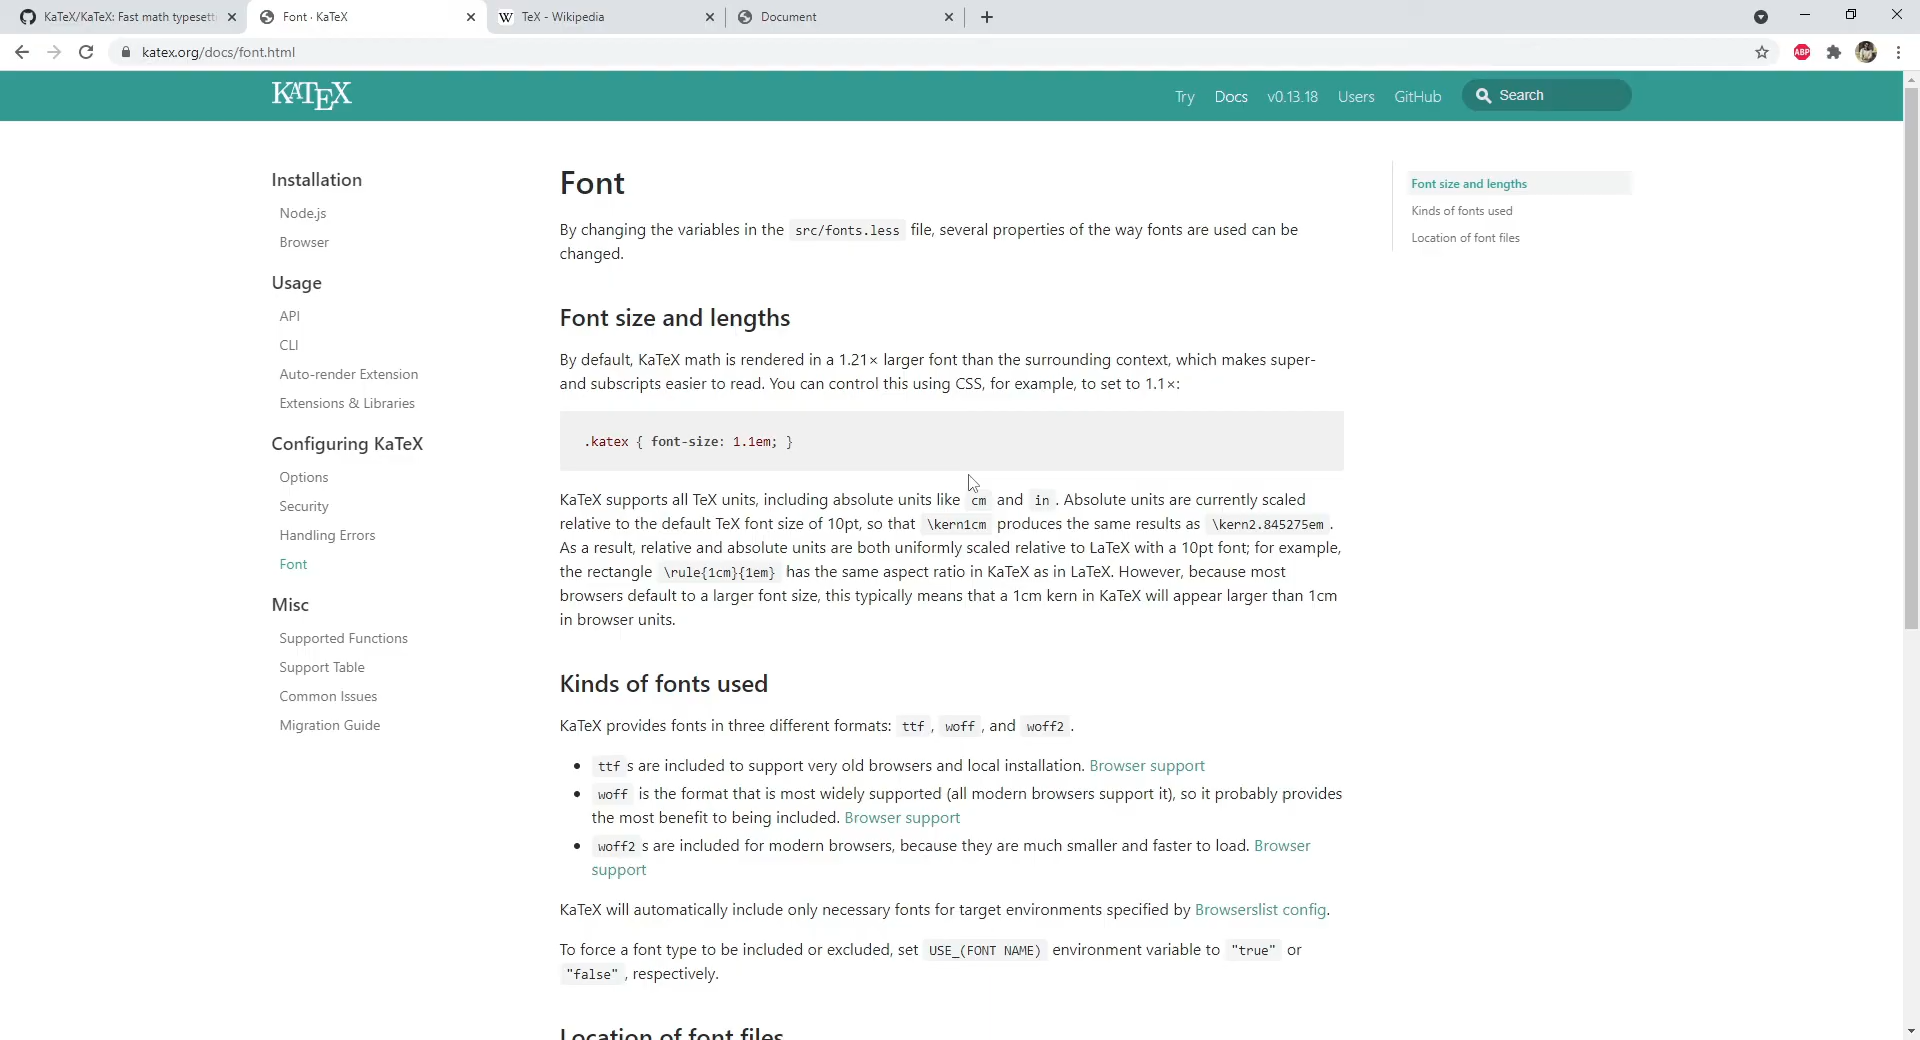 KaTeX/KaTeX: Fast math typesett
Font · KaTeX
W TeX - Wikipedia
Document
katex.org/docs/font.html
ABP
KATEX
Try
Docs
v0.13.18
Users
GitHub
Search
Installation
Node.js
Browser
Usage
API
CLI
Auto-render Extension
Extensions & Libraries
Configuring KaTeX
Options
Security
Handling Errors
Font
Misc
Supported Functions
Support Table
Common Issues
Migration Guide
Font
By changing the variables in the src/fonts.less file, several properties of the way fonts are used can be
changed.
Font size and lengths
By default, KaTeX math is rendered in a 1.21× larger font than the surrounding context, which makes super-
and subscripts easier to read. You can control this using CSS, for example, to set to 1.1×:
.katex { font-size: 1.1em; }
KaTeX supports all TeX units, including absolute units like cm and in. Absolute units are currently scaled
relative to the default TeX font size of 10pt, so that \kern1cm produces the same results as \kern2.845275em.
As a result, relative and absolute units are both uniformly scaled relative to LaTeX with a 10pt font; for example,
the rectangle \rule{1cm}{1em} has the same aspect ratio in KaTeX as in LaTeX. However, because most
browsers default to a larger font size, this typically means that a 1cm kern in KaTeX will appear larger than 1cm
in browser units.
Kinds of fonts used
KaTeX provides fonts in three different formats: ttf, woff, and woff2.
• ttf s are included to support very old browsers and local installation. Browser support
• woff is the format that is most widely supported (all modern browsers support it), so it probably provides
the most benefit to being included. Browser support
• woff2 s are included for modern browsers, because they are much smaller and faster to load. Browser
support
KaTeX will automatically include only necessary fonts for target environments specified by Browserslist config.
To force a font type to be included or excluded, set USE_(FONT NAME) environment variable to "true" or
"false", respectively.
Location of font files
Font size and lengths
Kinds of fonts used
Location of font files